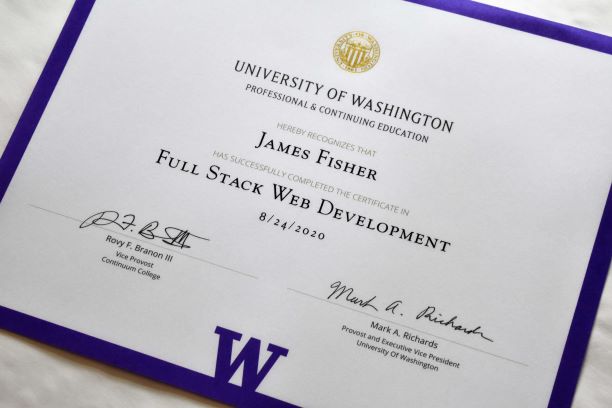 UNIVERSITY OF WASHINGTON
PROFESSIONAL & CONTINUING EDUCATION
HEREBY RECOGNIZES THAT
JAMES FISHER
HAS SUCCESSFULLY COMPLETED THE CERTIFICATE IN
FULL STACK WEB DEVELOPMENT
8/24/2020
Rovy F. Branon III
Vice Provost
Continuum College
Mark A. Richards
Mark A. Richards
Provost and Executive Vice President
University Of Washington
W